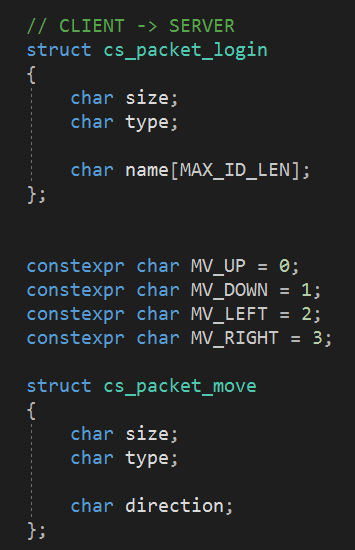 // CLIENT -> SERVER
struct cs_packet_login
{
    char size;
    char type;

    char name[MAX_ID_LEN];
};

constexpr char MV_UP = 0;
constexpr char MV_DOWN = 1;
constexpr char MV_LEFT = 2;
constexpr char MV_RIGHT = 3;

struct cs_packet_move
{
    char size;
    char type;

    char direction;
};